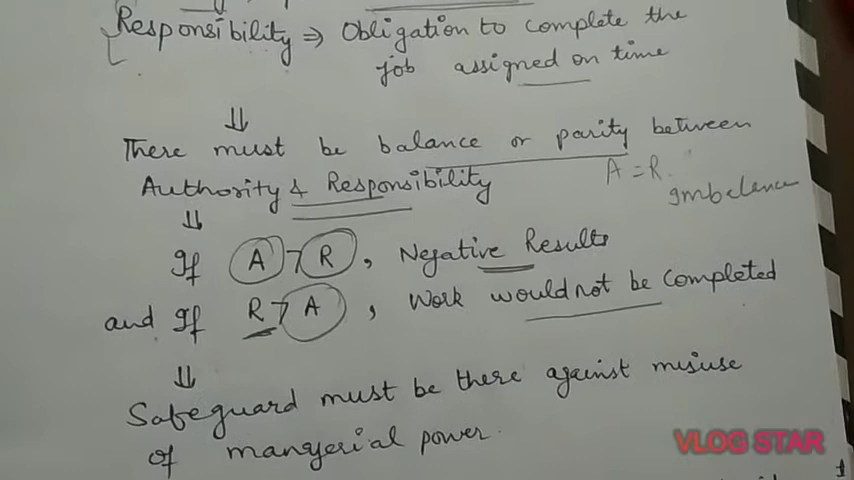 Responsibility ⇒ Obligation to complete the
job assigned on time
⇓
There must be balance or parity between
Authority & Responsibility
A = R
Imbalance
⇓
If A > R, Negative Results
and If R > A, Work would not be completed
⇓
Safeguard must be there against misuse
of managerial power.
VLOG STAR